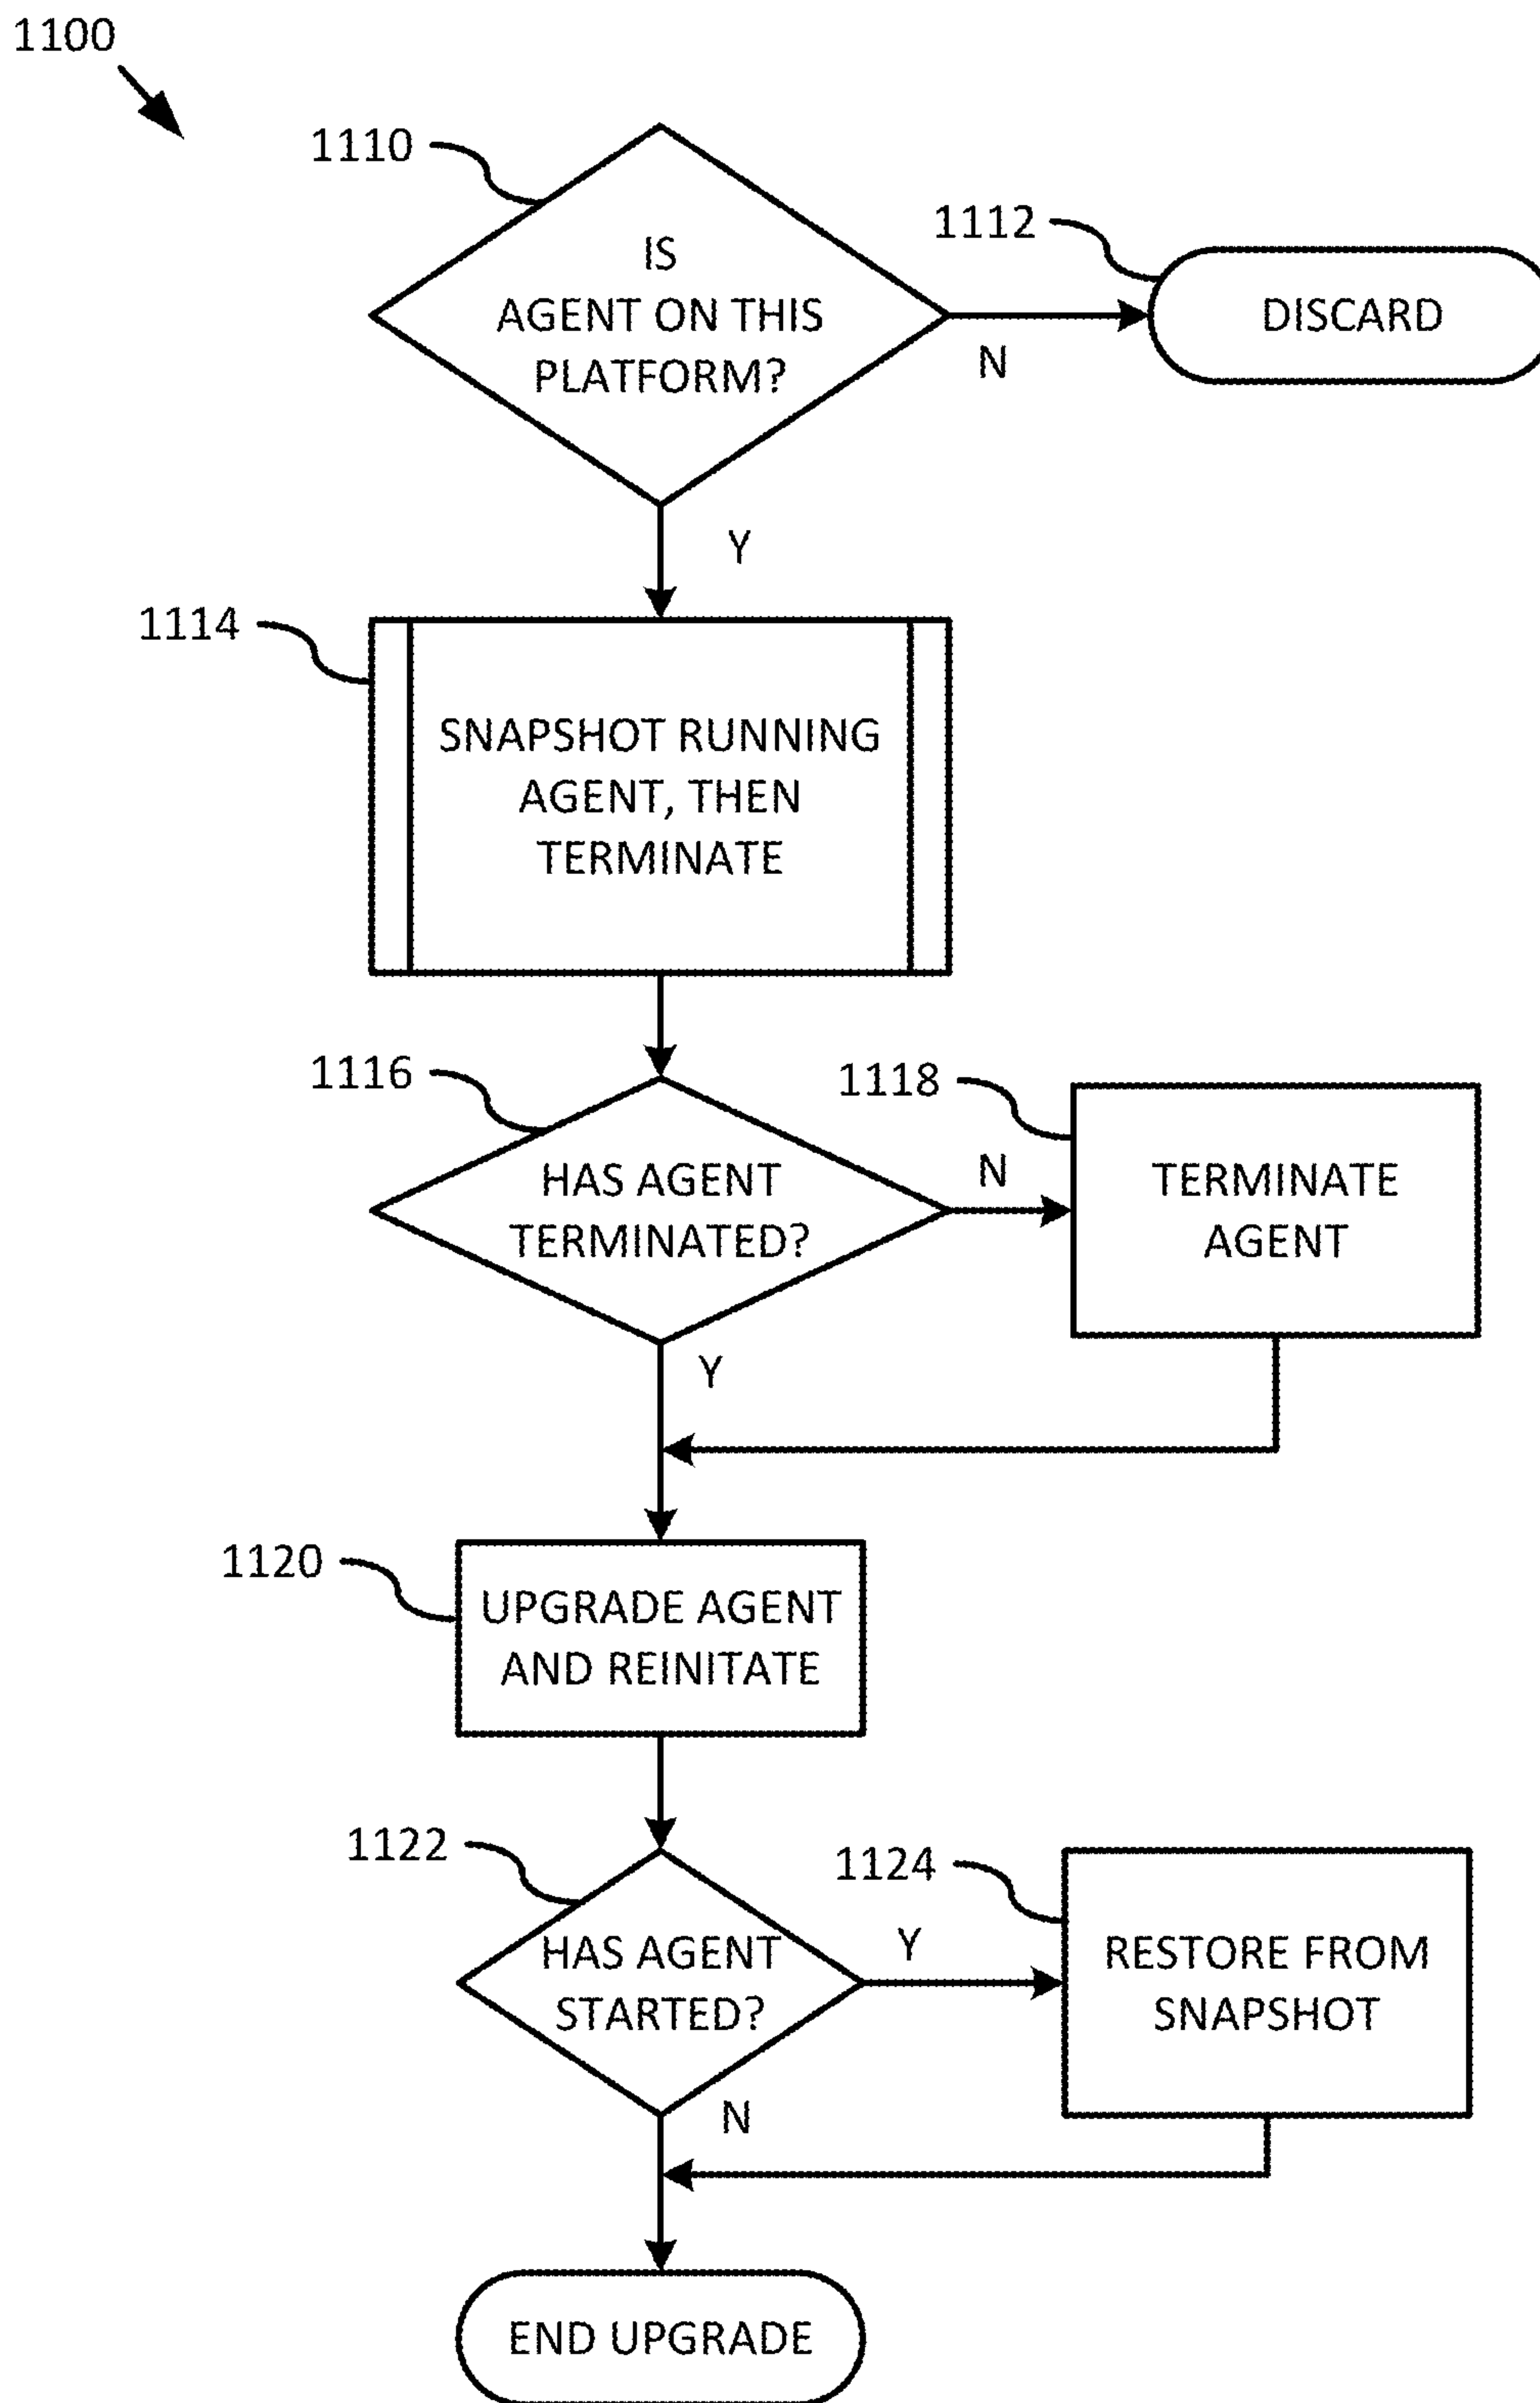 1100
1110
IS
AGENT ON THIS
PLATFORM?
N
1112
DISCARD
Y
1114
SNAPSHOT RUNNING
AGENT, THEN
TERMINATE
1116
HAS AGENT
TERMINATED?
N
1118
TERMINATE
AGENT
Y
1120
UPGRADE AGENT
AND REINITATE
1122
HAS AGENT
STARTED?
Y
1124
RESTORE FROM
SNAPSHOT
N
END UPGRADE